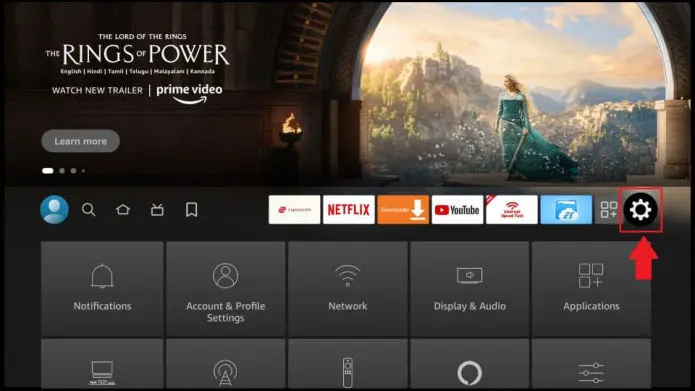 THE LORD OF THE RINGS
THE RINGS OF POWER
English | Hindi | Tamil | Telugu | Malayalam | Kannada
WATCH NEW TRAILER | prime video
Learn more
ExpressVPN
NETFLIX
Downloader
YouTube
Internet
Speed Test
Notifications
Account & Profile
Settings
Network
Display & Audio
Applications